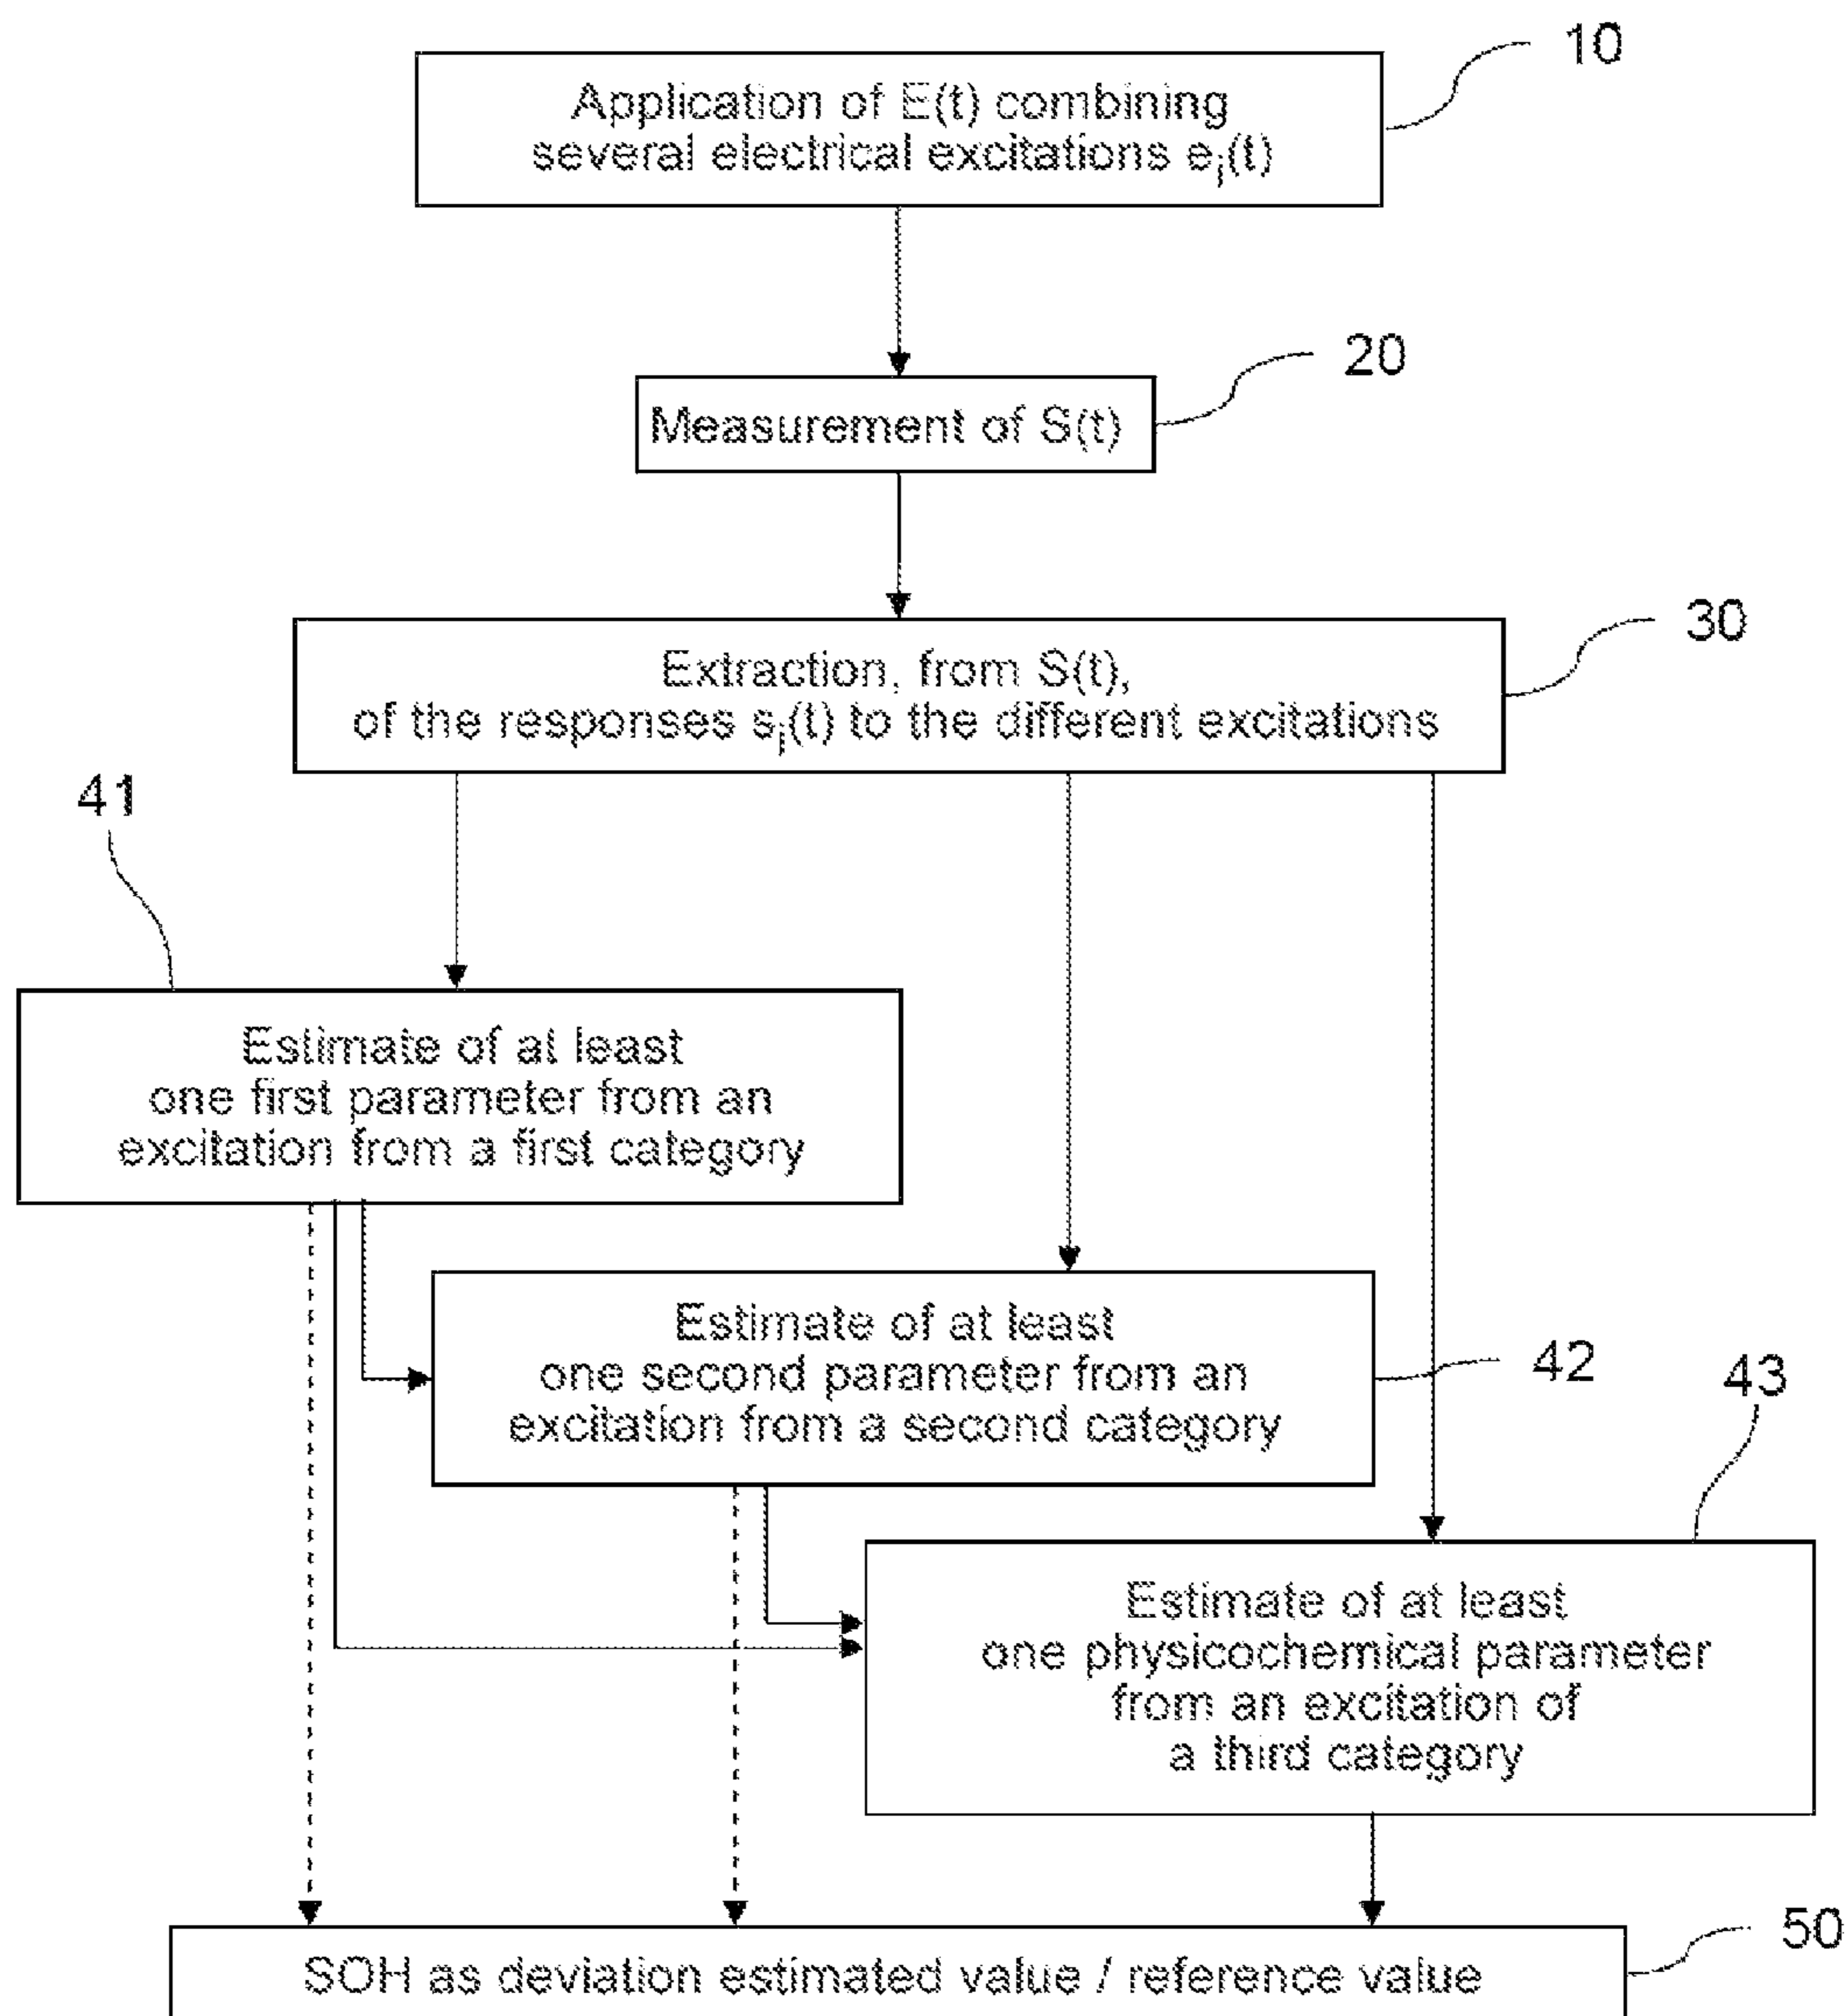 10
Application of E(t) combining
several electrical excitations ej(t)
20
Measurement of S(t)
30
Extraction, from S(t),
of the responses sj(t) to the different excitations
41
Estimate of at least
one first parameter from an
excitation from a first category
Estimate of at least
one second parameter from an
excitation from a second category
42
43
Estimate of at least
one physicochemical parameter
from an excitation of
a third category
50
SOH as deviation estimated value / reference value